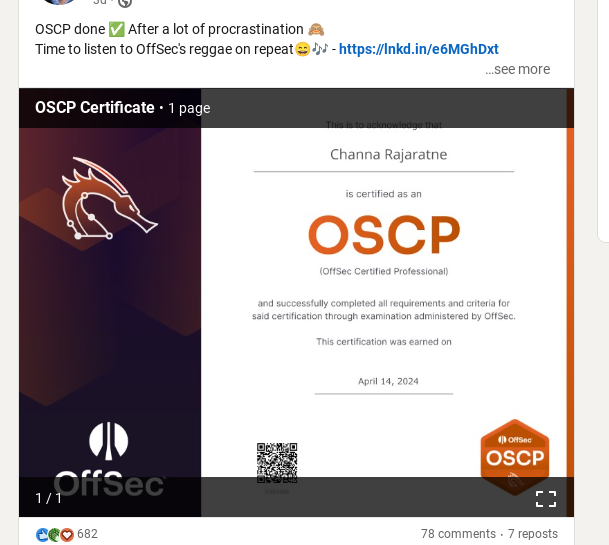 3d •
OSCP done ✅ After a lot of procrastination 🙈
Time to listen to OffSec's reggae on repeat😄🎶 - https://lnkd.in/e6MGhDxt
...see more
OSCP Certificate • 1 page
This is to acknowledge that
Channa Rajaratne
is certified as an
OSCP
(OffSec Certified Professional)
and successfully completed all requirements and criteria for
said certification through examination administered by OffSec.
This certification was earned on
April 14, 2024
OffSec
OffSec
OSCP
1 / 1
682
78 comments · 7 reposts